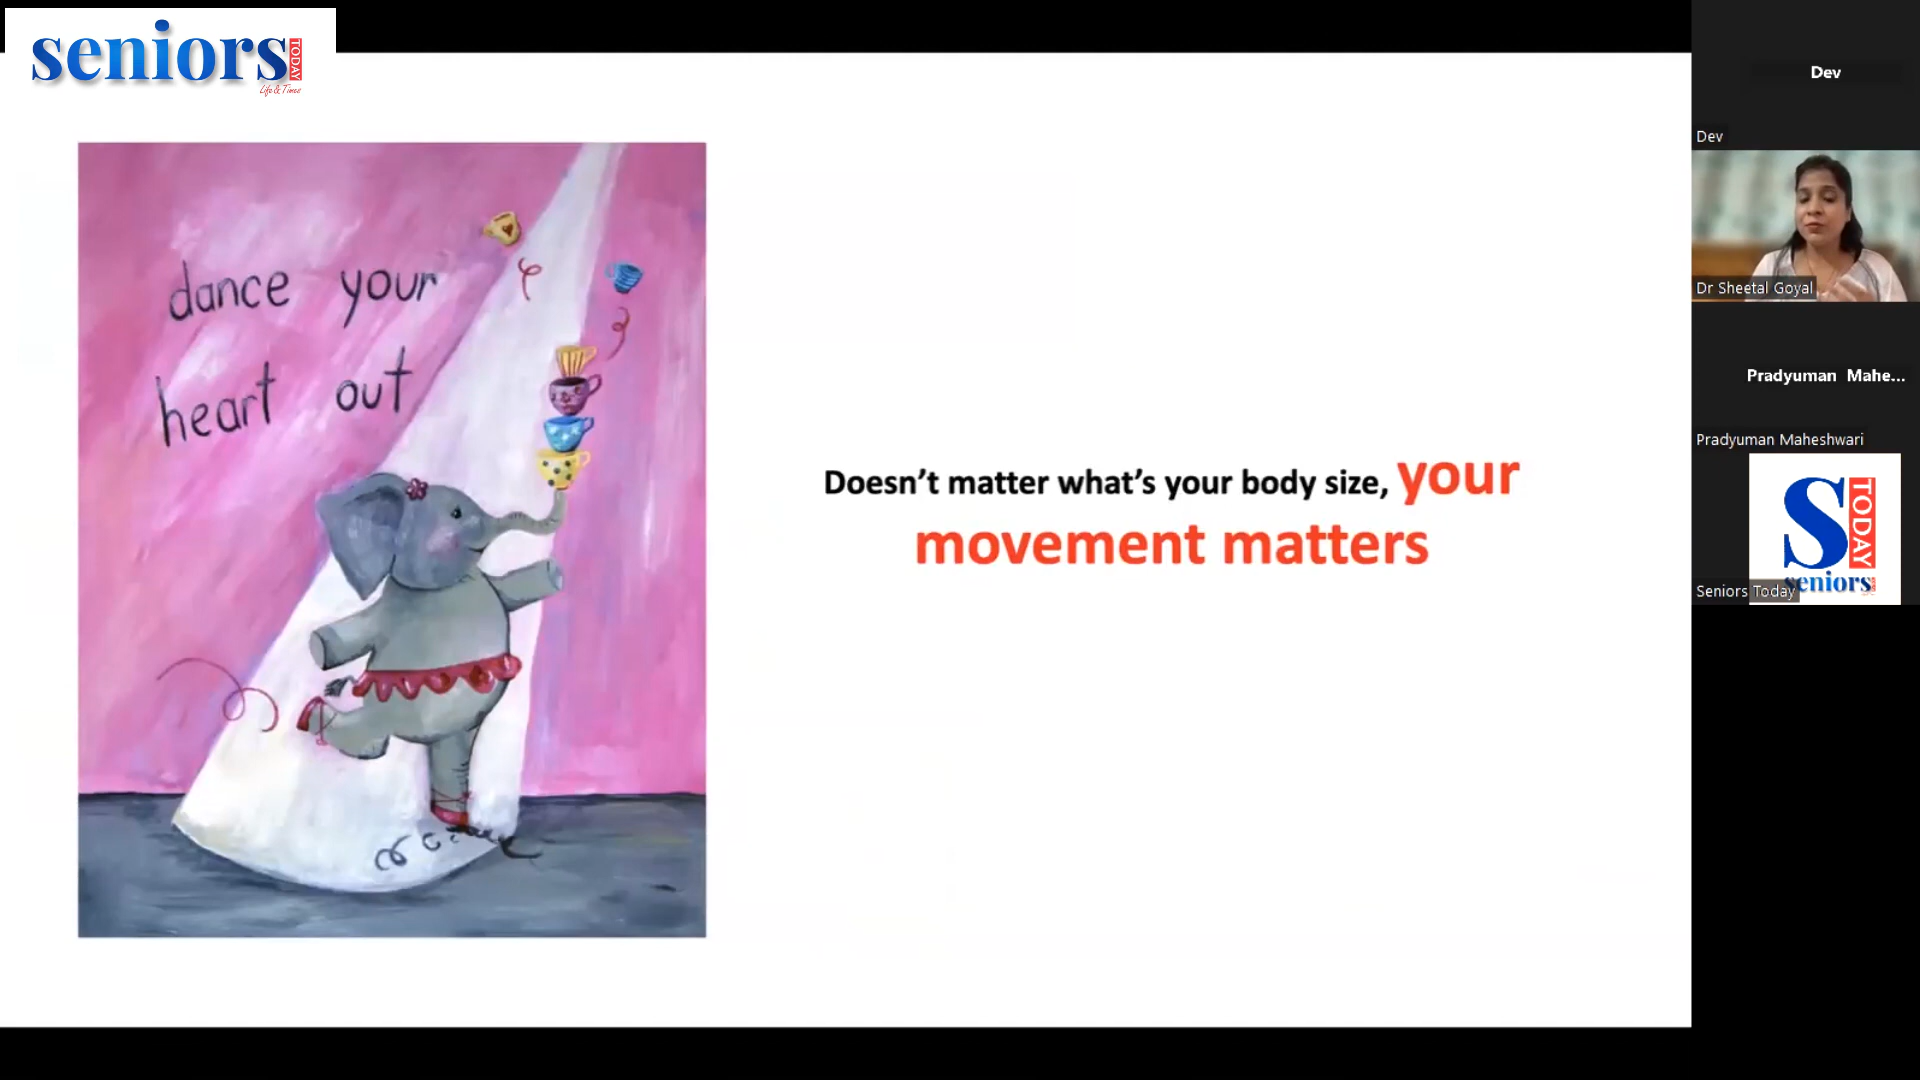 seniors
TODAY
Life & Times
dance your
heart out
Doesn't matter what's your body size, your
movement matters
Dev
Dev
Dr Sheetal Goyal
Pradyuman Mahe...
Pradyuman Maheshwari
S
TODAY
seniors
Seniors Today